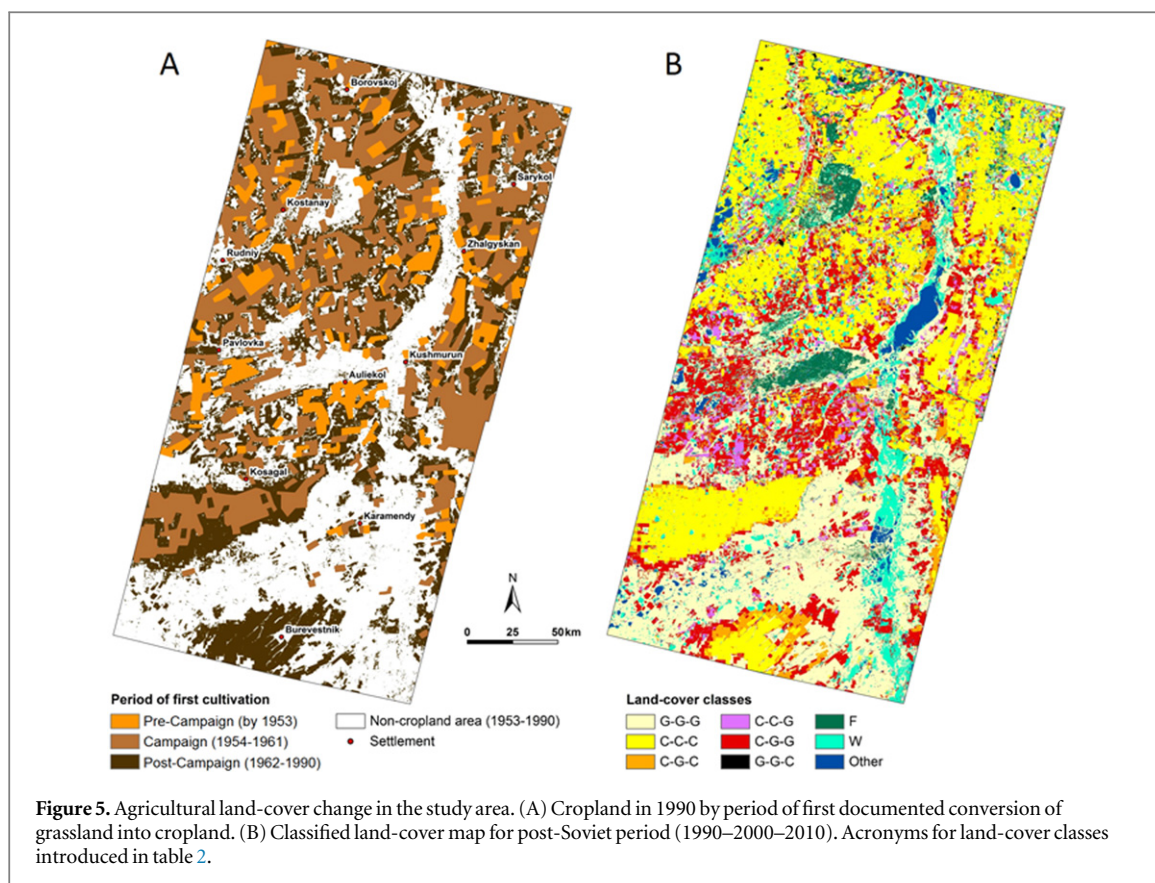 A
B
Borovskoj
Sarykol
Kostanay
Zhalgyskan
Rudniy
Pavlovka
Kushmurun
Auliekol
Kosagal
Karamendy
Burevestnik
N
0 25 50 km
Period of first cultivation
Pre-Campaign (by 1953)
Campaign (1954-1961)
Post-Campaign (1962-1990)
Non-cropland area (1953-1990)
Settlement
Land-cover classes
G-G-G
C-C-C
C-G-C
C-C-G
C-G-G
G-G-C
F
W
Other
Figure 5. Agricultural land-cover change in the study area. (A) Cropland in 1990 by period of first documented conversion of
grassland into cropland. (B) Classified land-cover map for post-Soviet period (1990–2000–2010). Acronyms for land-cover classes
introduced in table 2.